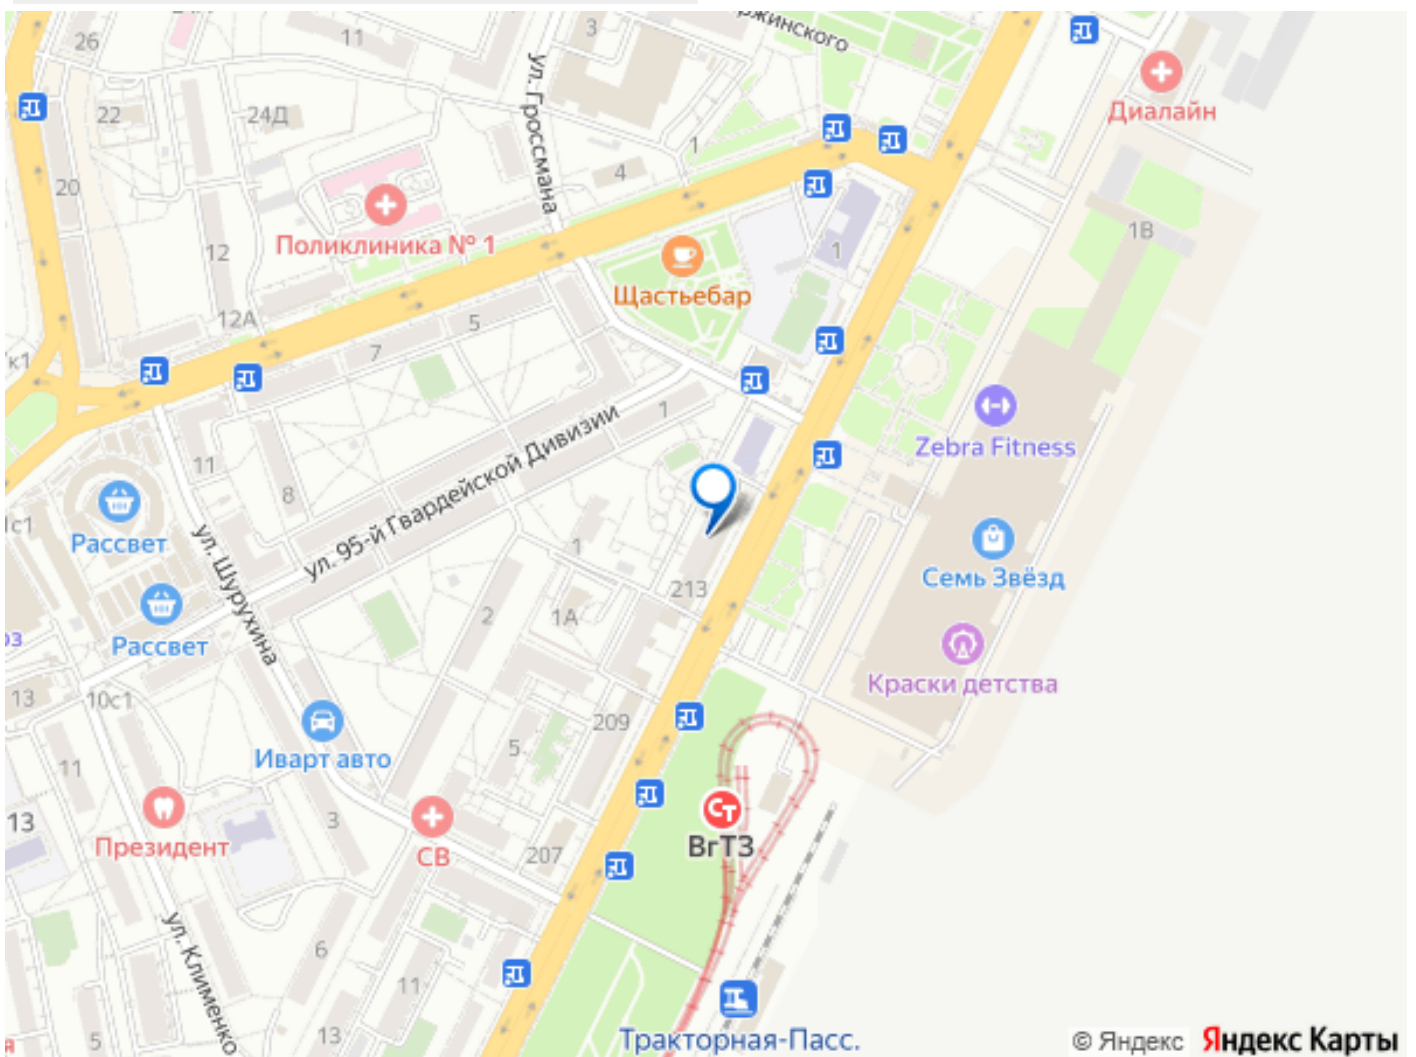 26
11
3
ул. Гроссмана
Диалайн
22
24Д
1
4
20
Поликлиника № 1
12
1В
1
Щастьебар
12А
5
7
к1
Zebra Fitness
1
ул. 95-й Гвардейской Дивизии
11
8
Рассвет
ул. Шурухина
1
Семь Звёзд
213
2
1А
Рассвет
Краски детства
13
10с1
209
5
Иварт авто
11
13
Президент
3
СВ
207
Ст
ВгТЗ
ул. Клименко
6
11
13
5
Тракторная-Пасс.
© Яндекс Яндекс Карты